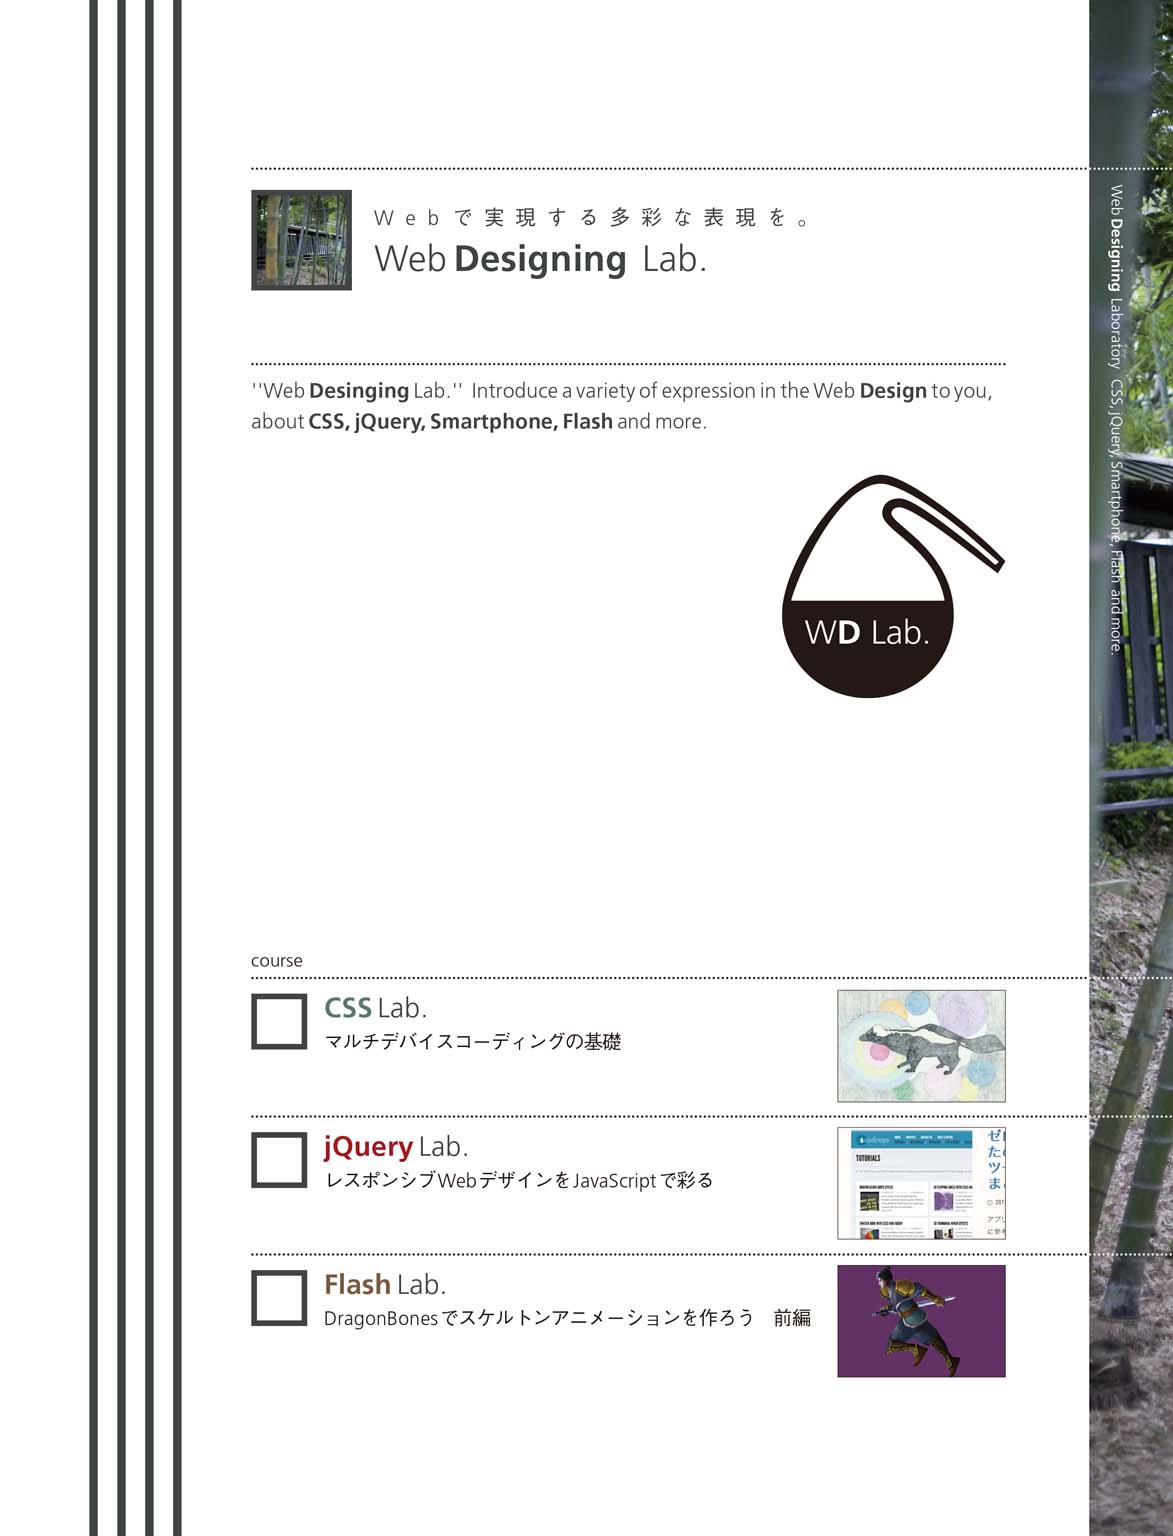 Webで実現する多彩な表現を。
Web Designing Lab.
''Web Desinging Lab.'' Introduce a variety of expression in the Web Design to you,
about CSS, jQuery, Smartphone, Flash and more.
WD Lab.
course
CSS Lab.
マルチデバイスコーディングの基礎
jQuery Lab.
レスポンシブWebデザインをJavaScriptで彩る
codrops
TUTORIALS
Flash Lab.
DragonBonesでスケルトンアニメーションを作ろう　前編
Web Designing Laboratory CSS, jQuery, Smartphone, Flash and more.